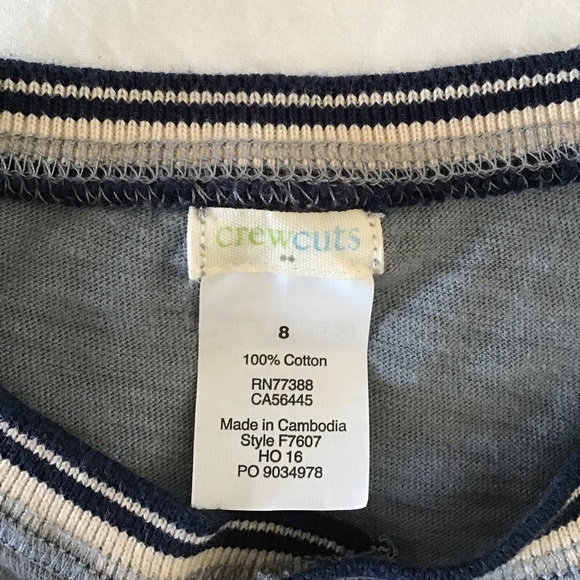 crewcuts
8
100% Cotton
RN77388
CA56445
Made in Cambodia
Style F7607
HO 16
PO 9034978